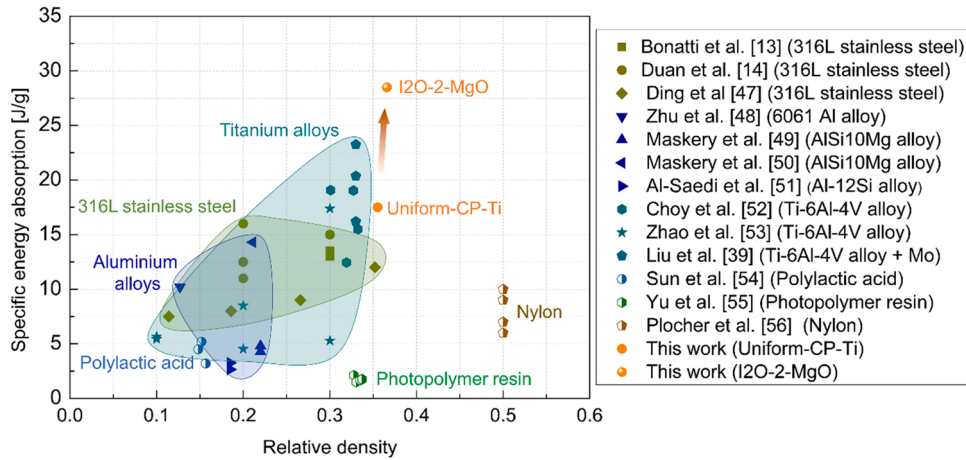 35
30
25
20
15
10
5
0
Specific energy absorption [J/g]
0.0
0.1
0.2
0.3
0.4
0.5
0.6
Relative density
I2O-2-MgO
Titanium alloys
316L stainless steel
Uniform-CP-Ti
Aluminium
alloys
Nylon
Polylactic acid
Photopolymer resin
Bonatti et al. [13] (316L stainless steel)
Duan et al. [14] (316L stainless steel)
Ding et al [47] (316L stainless steel)
Zhu et al. [48] (6061 Al alloy)
Maskery et al. [49] (AlSi10Mg alloy)
Maskery et al. [50] (AlSi10Mg alloy)
Al-Saedi et al. [51] (Al-12Si alloy)
Choy et al. [52] (Ti-6Al-4V alloy)
Zhao et al. [53] (Ti-6Al-4V alloy)
Liu et al. [39] (Ti-6Al-4V alloy + Mo)
Sun et al. [54] (Polylactic acid)
Yu et al. [55] (Photopolymer resin)
Plocher et al. [56] (Nylon)
This work (Uniform-CP-Ti)
This work (I2O-2-MgO)